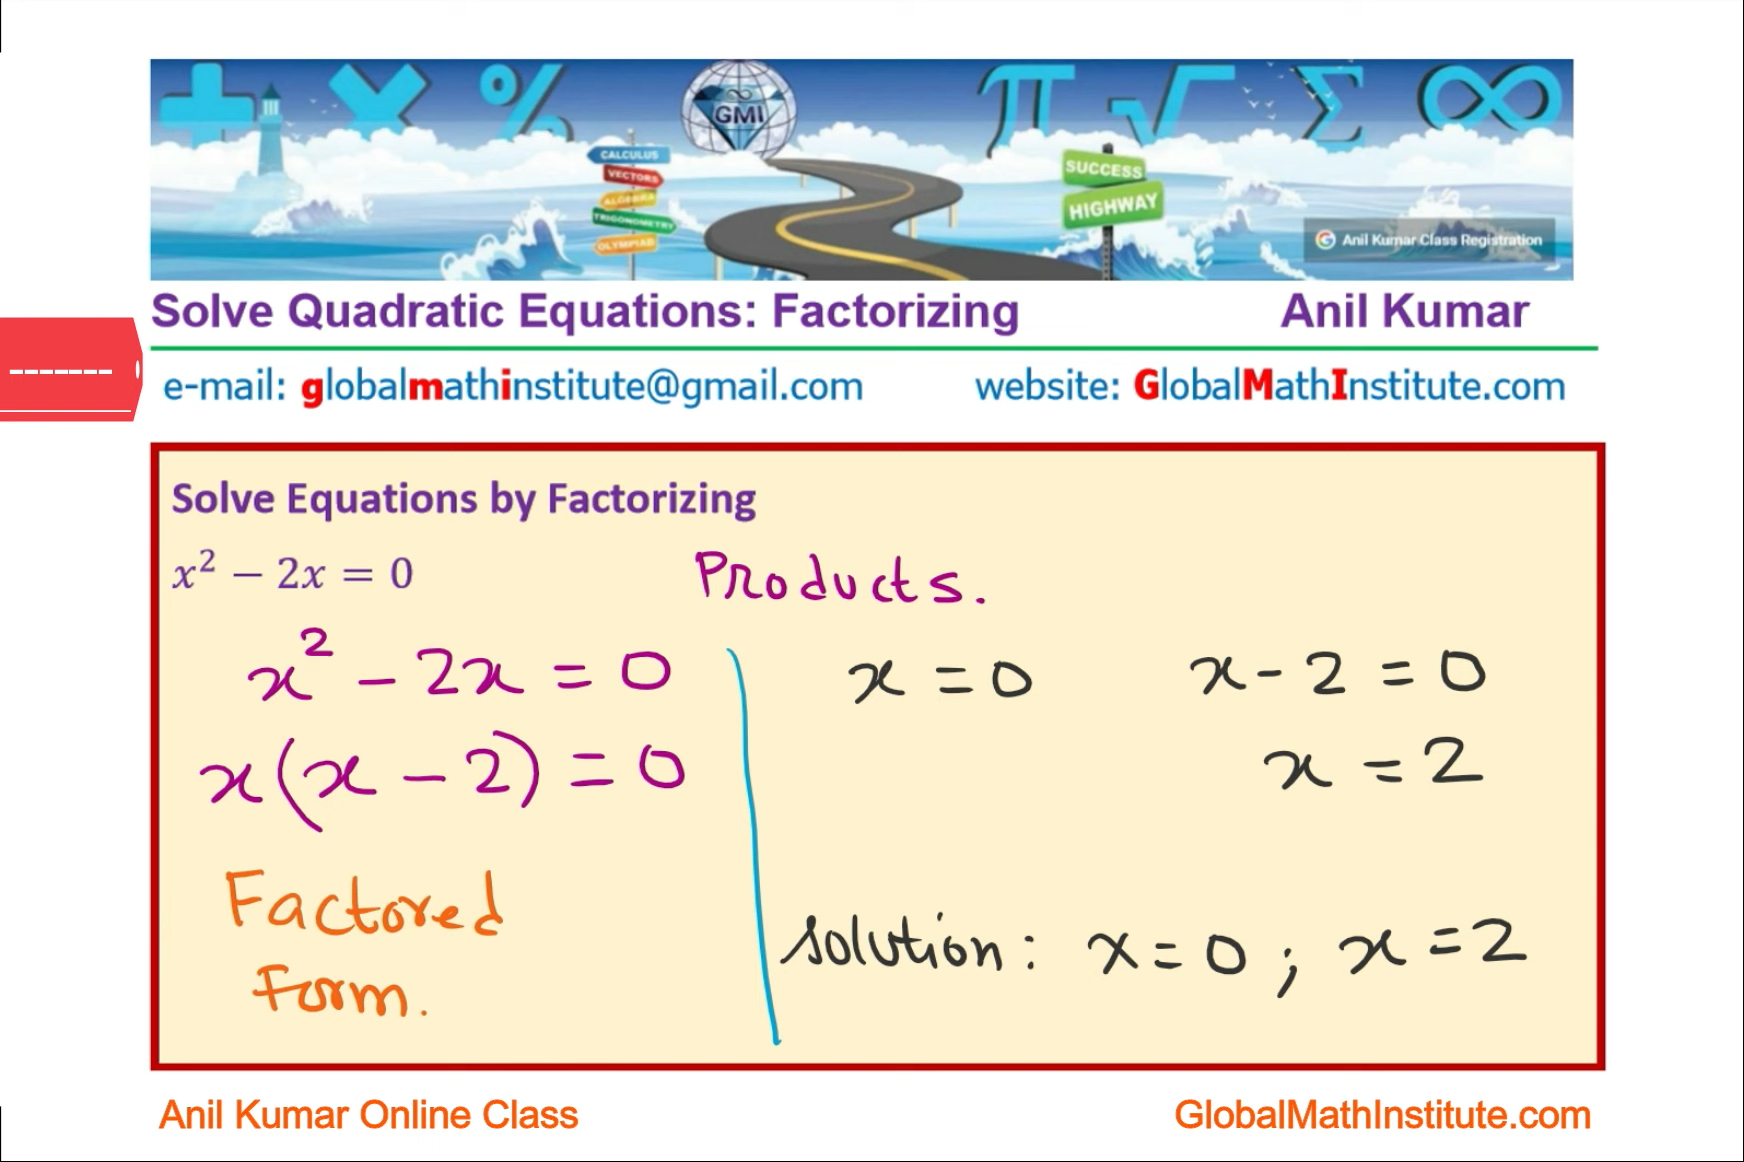 GMI
CALCULUS
VECTORS
ALGEBRA
TRIGONOMETRY
OLYMPIAD
SUCCESS
HIGHWAY
Anil Kumar Class Registration
Solve Quadratic Equations: Factorizing Anil Kumar
e-mail: globalmathinstitute@gmail.com website: GlobalMathInstitute.com
Solve Equations by Factorizing
x² − 2x = 0 Products.
x² − 2x = 0 x = 0 x − 2 = 0
x(x − 2) = 0 x = 2
Factored
Form.
solution: x = 0 ; x = 2
Anil Kumar Online Class GlobalMathInstitute.com